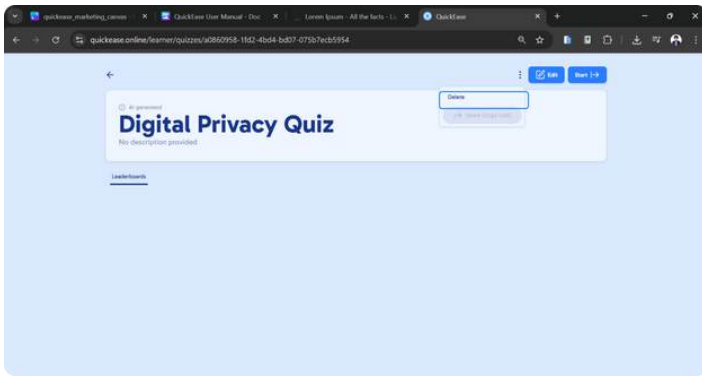 quickease_marketing_canvas
QuickEase User Manual - Doc
Lorem Ipsum - All the facts - Li
QuickEase
quickease.online/learner/quizzes/a0860958-1fd2-4bd4-bd07-075b7ecb5954
Edit
Start
Delete
AI generated
Digital Privacy Quiz
No description provided
Leaderboards